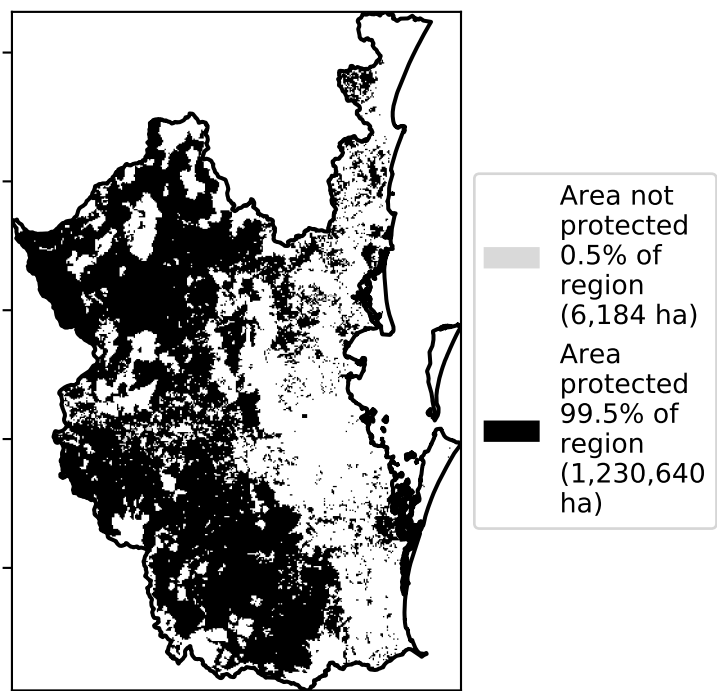 Area not
protected
0.5% of
region
(6,184 ha)
Area
protected
99.5% of
region
(1,230,640
ha)